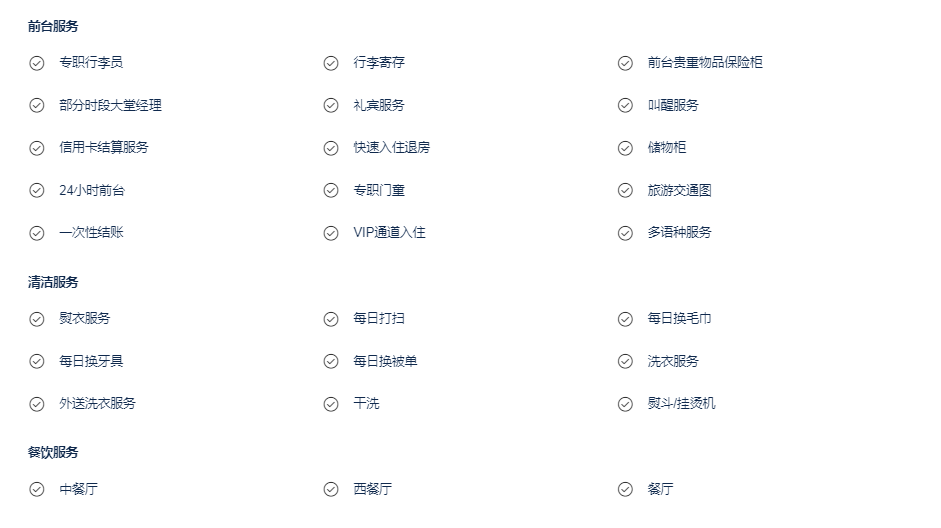 前台服务
专职行李员 行李寄存 前台贵重物品保险柜
部分时段大堂经理 礼宾服务 叫醒服务
信用卡结算服务 快速入住退房 储物柜
24小时前台 专职门童 旅游交通图
一次性结账 VIP通道入住 多语种服务
清洁服务
熨衣服务 每日打扫 每日换毛巾
每日换牙具 每日换被单 洗衣服务
外送洗衣服务 干洗 熨斗/挂烫机
餐饮服务
中餐厅 西餐厅 餐厅